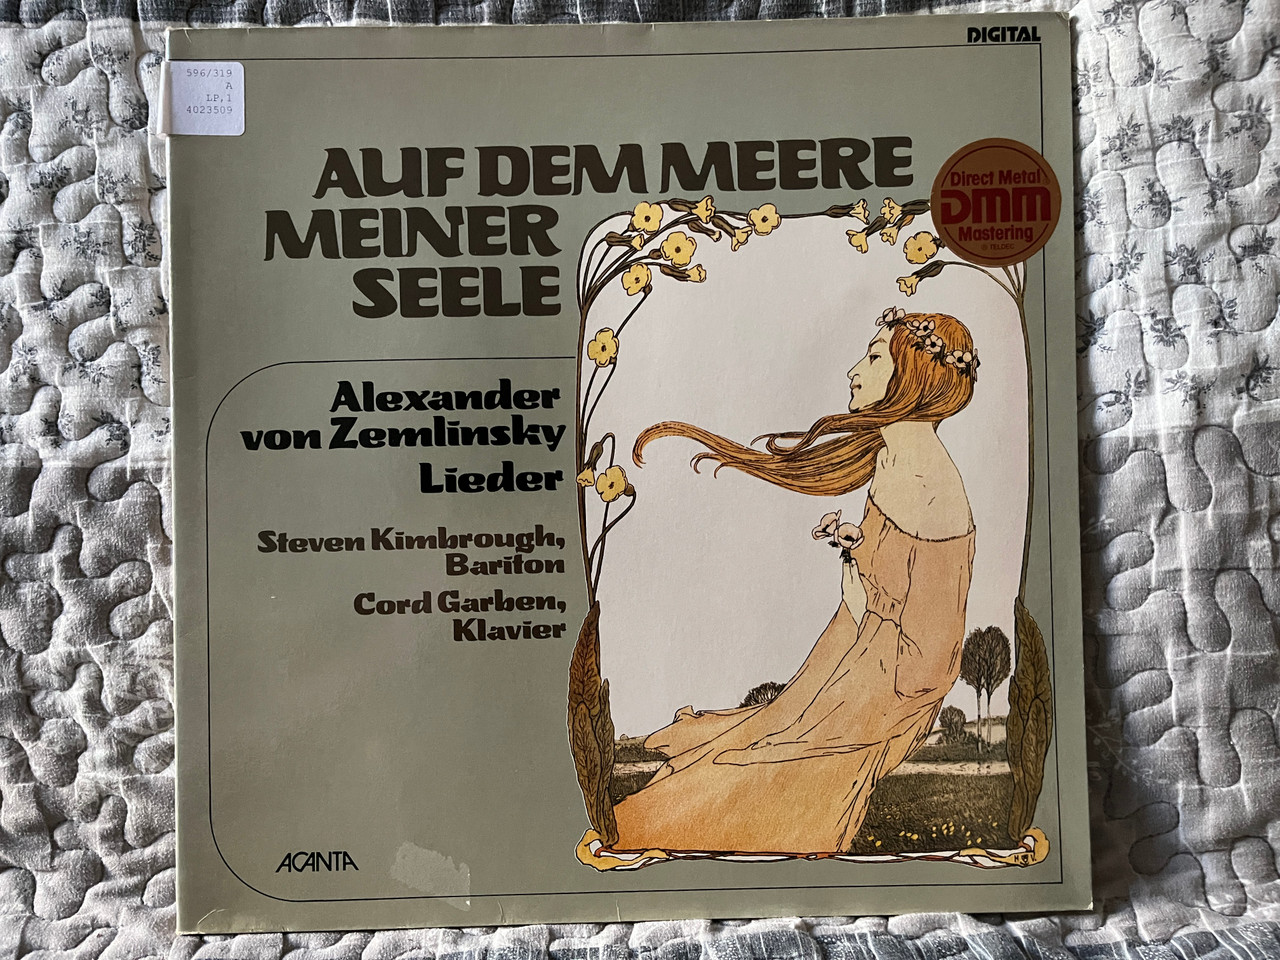 DIGITAL
596/319
A
LP,1
4023509
AUF DEM MEERE
MEINER
SEELE
Direct Metal
DMM
Mastering
® TELDEC
Alexander
von Zemlinsky
Lieder
Steven Kimbrough,
Bariton
Cord Garben,
Klavier
ACANTA